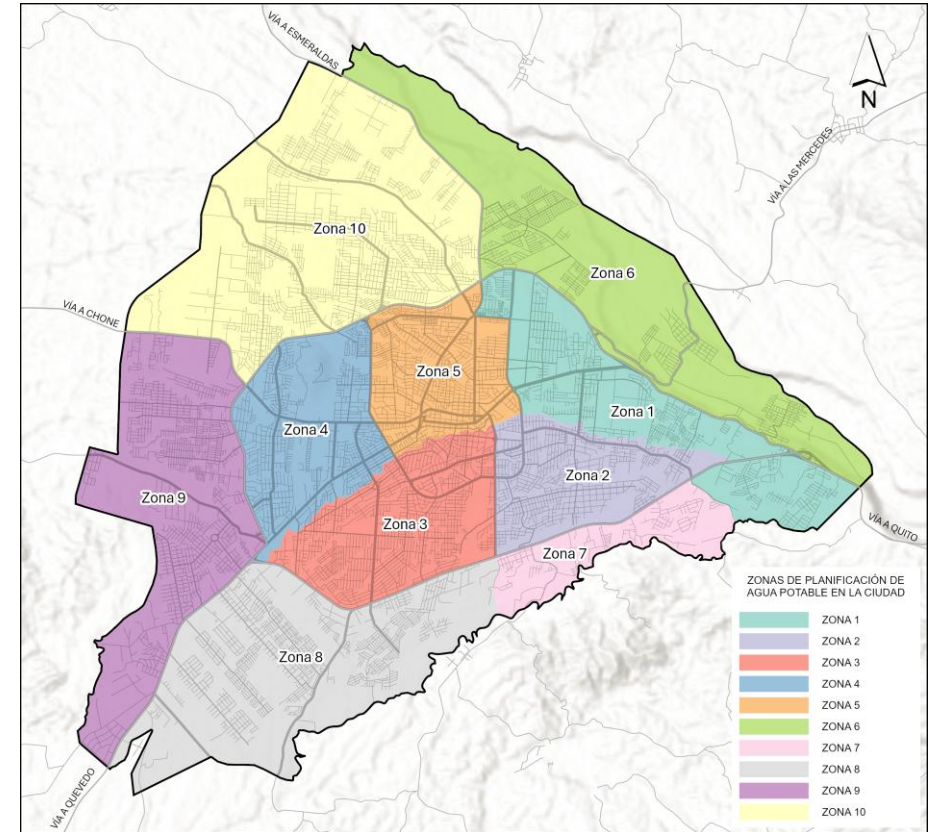 VÍA A ESMERALDAS
N
VÍA A LAS MERCEDES
Zona 10
Zona 6
VÍA A CHONE
Zona 5
Zona 1
Zona 4
Zona 2
Zona 9
Zona 3
VÍA A QUITO
Zona 7
ZONAS DE PLANIFICACIÓN DE
AGUA POTABLE EN LA CIUDAD
ZONA 1
ZONA 2
ZONA 3
ZONA 4
ZONA 5
ZONA 6
ZONA 7
ZONA 8
ZONA 9
ZONA 10
Zona 8
VÍA A QUEVEDO